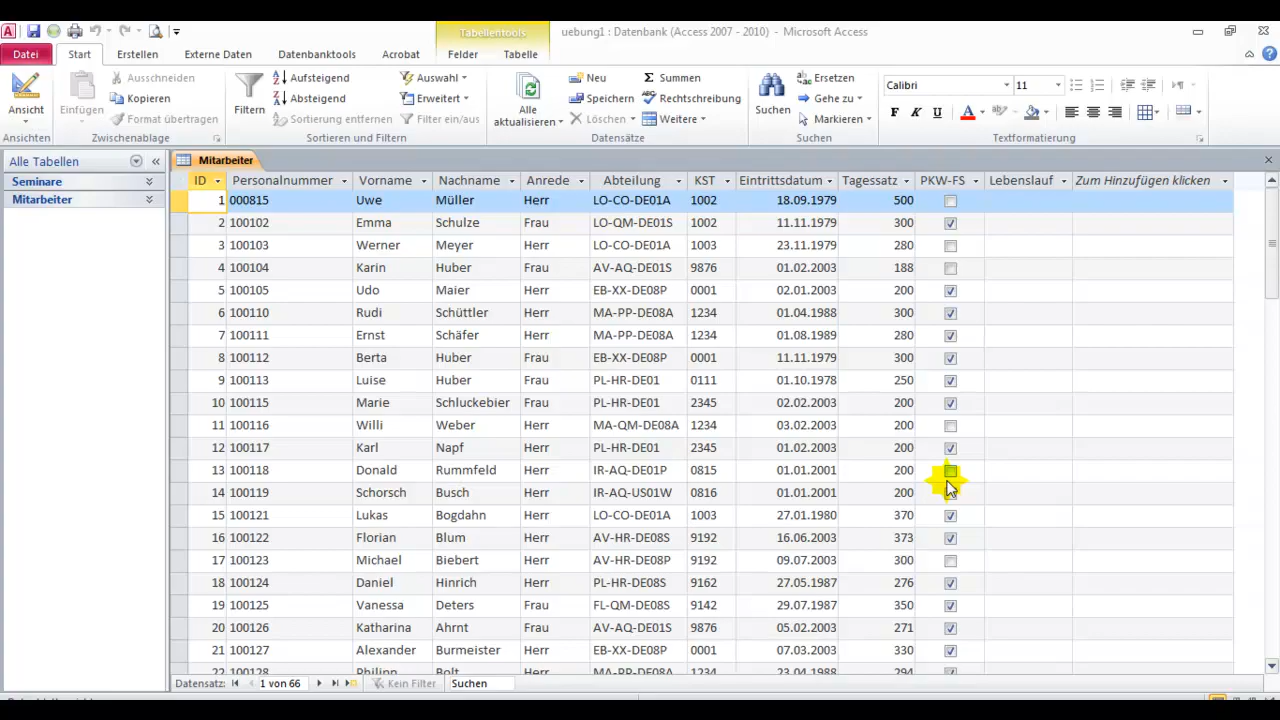 Tabellentools
uebung1 : Datenbank (Access 2007 - 2010) - Microsoft Access
Datei Start Erstellen Externe Daten Datenbanktools Acrobat Felder Tabelle
Ansicht
Ansichten
Einfügen
Ausschneiden
Kopieren
Format übertragen
Zwischenablage
Filtern
Aufsteigend
Absteigend
Sortierung entfernen
Auswahl
Erweitert
Filter ein/aus
Sortieren und Filtern
Alle
aktualisieren
Neu
Speichern
Löschen
Summen
Rechtschreibung
Weitere
Datensätze
Suchen
Ersetzen
Gehe zu
Markieren
Suchen
Calibri 11
F K U
Textformatierung
Alle Tabellen
Seminare
Mitarbeiter
Mitarbeiter
ID Personalnummer Vorname Nachname Anrede Abteilung KST Eintrittsdatum Tagessatz PKW-FS Lebenslauf Zum Hinzufügen klicken
1 000815 Uwe Müller Herr LO-CO-DE01A 1002 18.09.1979 500
2 100102 Emma Schulze Frau LO-QM-DE01S 1002 11.11.1979 300
3 100103 Werner Meyer Herr LO-CO-DE01A 1003 23.11.1979 280
4 100104 Karin Huber Frau AV-AQ-DE01S 9876 01.02.2003 188
5 100105 Udo Maier Herr EB-XX-DE08P 0001 02.01.2003 200
6 100110 Rudi Schüttler Herr MA-PP-DE08A 1234 01.04.1988 300
7 100111 Ernst Schäfer Herr MA-PP-DE08A 1234 01.08.1989 280
8 100112 Berta Huber Frau EB-XX-DE08P 0001 11.11.1979 300
9 100113 Luise Huber Frau PL-HR-DE01 0111 01.10.1978 250
10 100115 Marie Schluckebier Frau PL-HR-DE01 2345 02.02.2003 200
11 100116 Willi Weber Herr MA-QM-DE08A 1234 03.02.2003 200
12 100117 Karl Napf Herr PL-HR-DE01 2345 01.02.2003 200
13 100118 Donald Rummfeld Herr IR-AQ-DE01P 0815 01.01.2001 200
14 100119 Schorsch Busch Herr IR-AQ-US01W 0816 01.01.2001 200
15 100121 Lukas Bogdahn Herr LO-CO-DE01A 1003 27.01.1980 370
16 100122 Florian Blum Herr AV-HR-DE08S 9192 16.06.2003 373
17 100123 Michael Biebert Herr AV-HR-DE08P 9192 09.07.2003 300
18 100124 Daniel Hinrich Herr PL-HR-DE08S 9162 27.05.1987 276
19 100125 Vanessa Deters Frau FL-QM-DE08S 9142 29.07.1987 350
20 100126 Katharina Ahrnt Frau AV-AQ-DE01S 9876 05.02.2003 271
21 100127 Alexander Burmeister Herr EB-XX-DE08P 0001 07.03.2003 330
22 100128 Philipp Bolt Herr MA-PP-DE08A 1234 23.04.1988 294
Datensatz: 1 von 66 Kein Filter Suchen